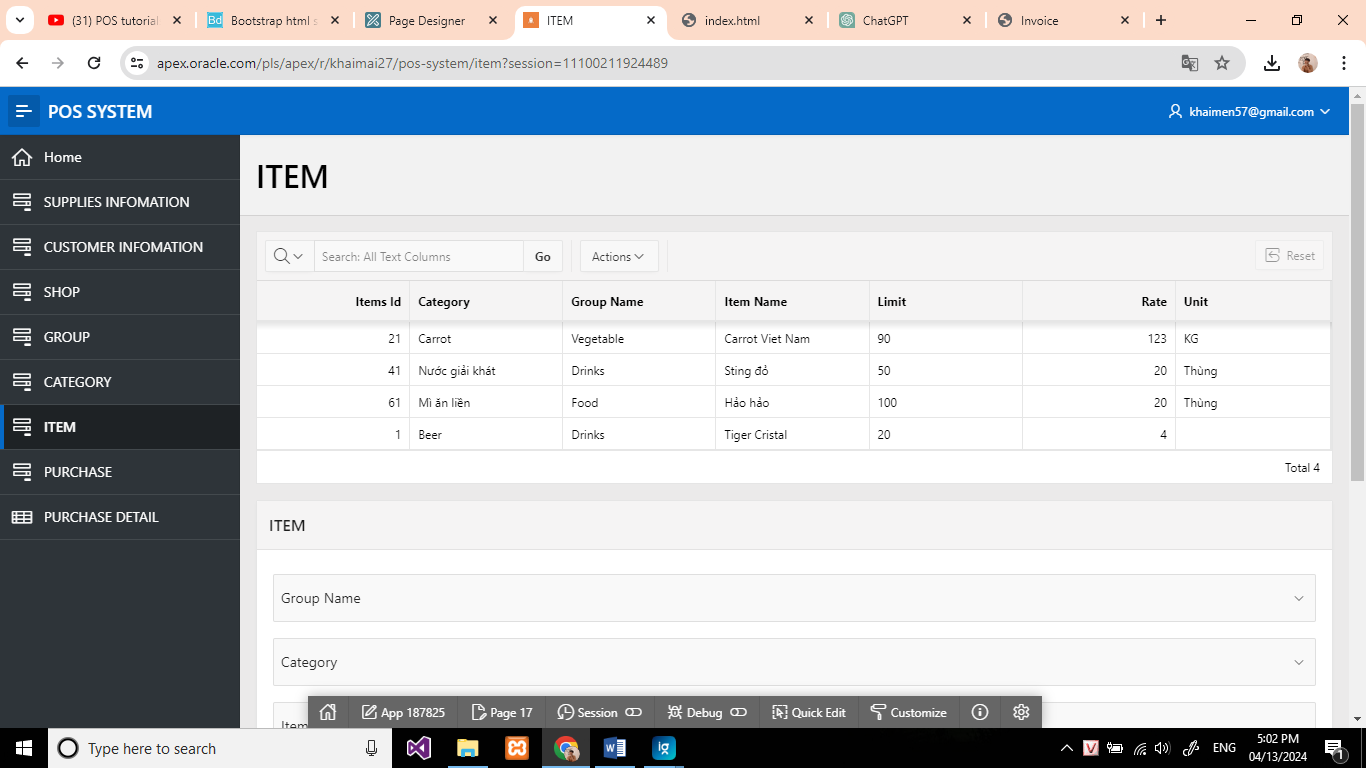 (31) POS tutorial
Bootstrap html s
Page Designer
ITEM
index.html
ChatGPT
Invoice
apex.oracle.com/pls/apex/r/khaimai27/pos-system/item?session=11100211924489
POS SYSTEM
khaimen57@gmail.com
Home
SUPPLIES INFOMATION
CUSTOMER INFOMATION
SHOP
GROUP
CATEGORY
ITEM
PURCHASE
PURCHASE DETAIL
ITEM
Search: All Text Columns
Go
Actions
Reset
Items Id Category Group Name Item Name Limit Rate Unit
21 Carrot Vegetable Carrot Viet Nam 90 123 KG
41 Nước giải khát Drinks Sting đỏ 50 20 Thùng
61 Mì ăn liền Food Hảo hảo 100 20 Thùng
1 Beer Drinks Tiger Cristal 20 4
Total 4
ITEM
Group Name
Category
Item
App 187825
Page 17
Session
Debug
Quick Edit
Customize
Type here to search
ENG
5:02 PM
04/13/2024
1